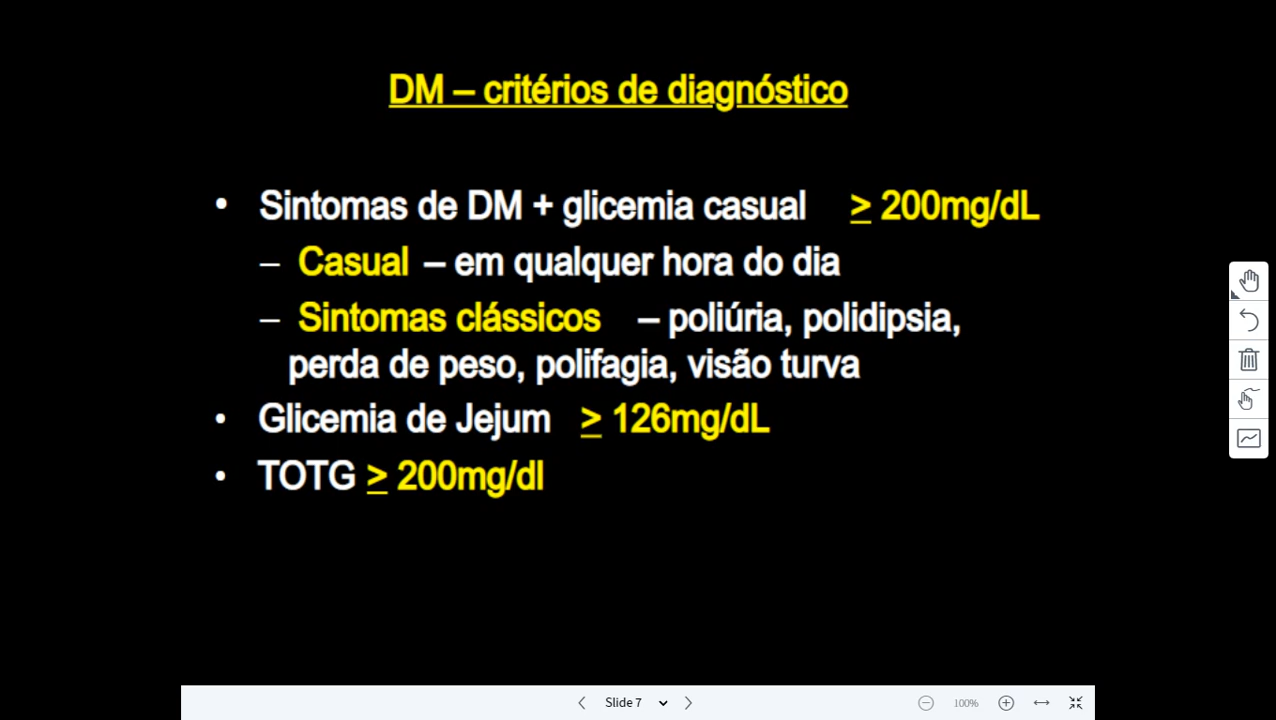 DM – critérios de diagnóstico
• Sintomas de DM + glicemia casual ≥ 200mg/dL
– Casual – em qualquer hora do dia
– Sintomas clássicos – poliúria, polidipsia,
perda de peso, polifagia, visão turva
• Glicemia de Jejum ≥ 126mg/dL
• TOTG ≥ 200mg/dl
Slide 7
100%